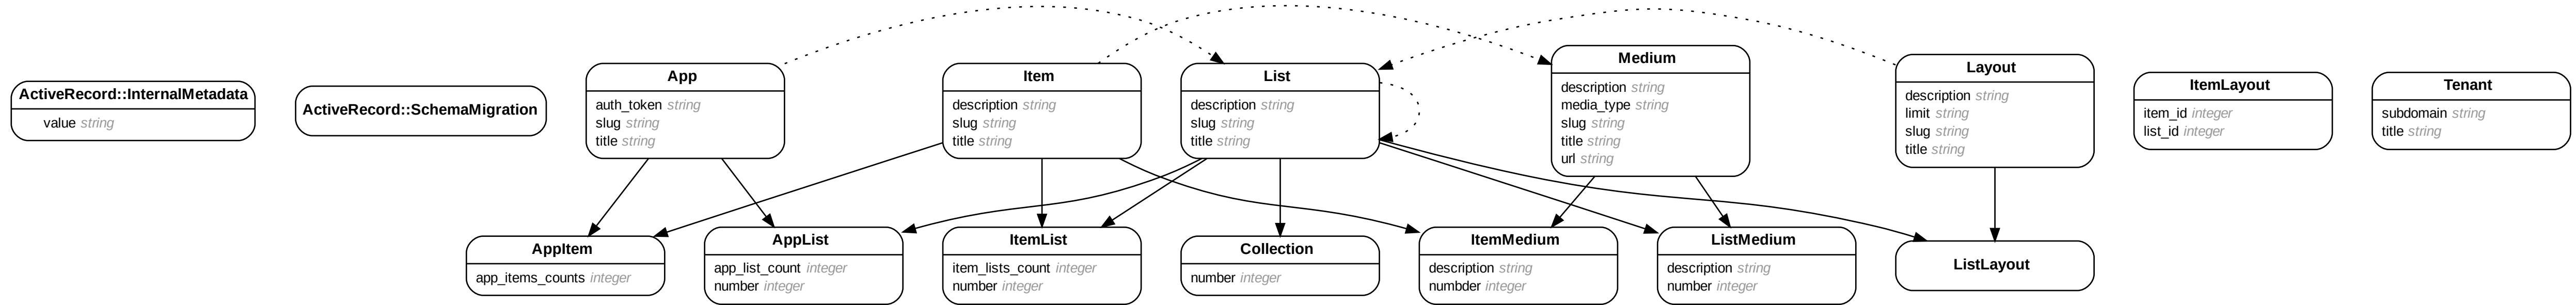 ActiveRecord::InternalMetadata
value string
ActiveRecord::SchemaMigration
App
auth_token string
slug string
title string
Item
description string
slug string
title string
List
description string
slug string
title string
Medium
description string
media_type string
slug string
title string
url string
Layout
description string
limit string
slug string
title string
ItemLayout
item_id integer
list_id integer
Tenant
subdomain string
title string
AppItem
app_items_counts integer
AppList
app_list_count integer
number integer
ItemList
item_lists_count integer
number integer
Collection
number integer
ItemMedium
description string
numbder integer
ListMedium
description string
number integer
ListLayout